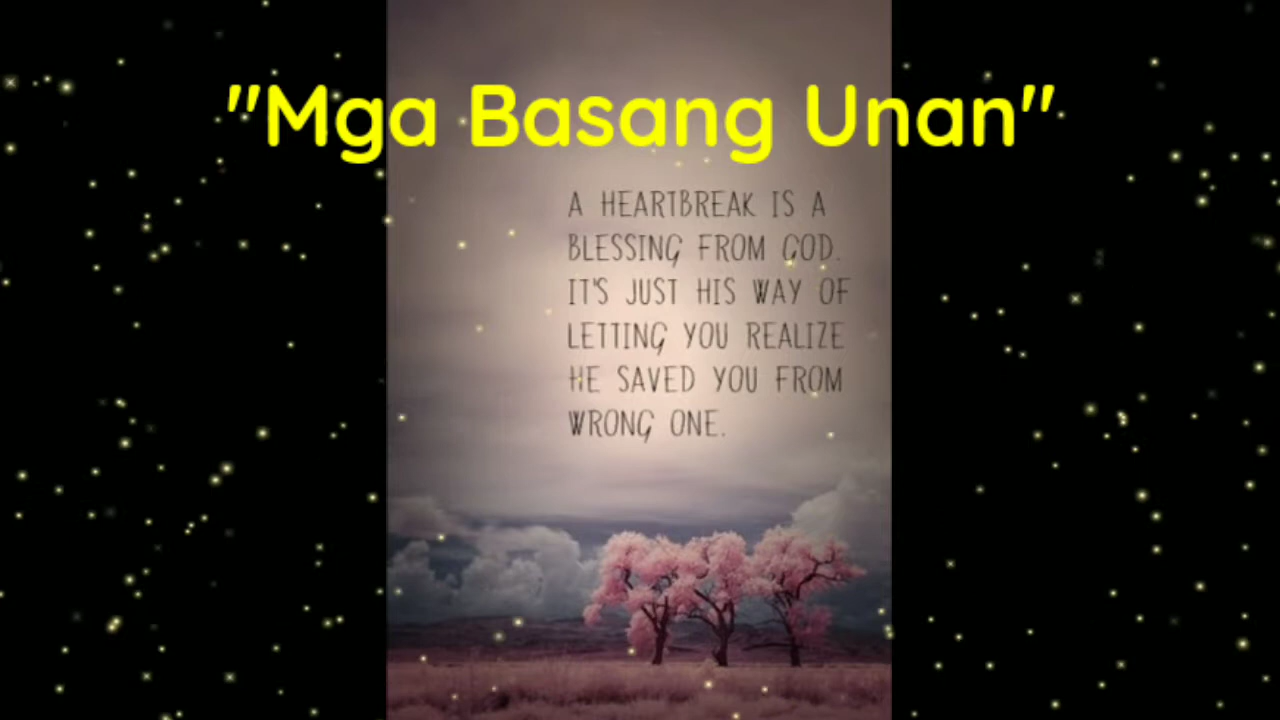 "Mga Basang Unan"
A HEARTBREAK IS A
BLESSING FROM GOD.
IT'S JUST HIS WAY OF
LETTING YOU REALIZE
HE SAVED YOU FROM
WRONG ONE.